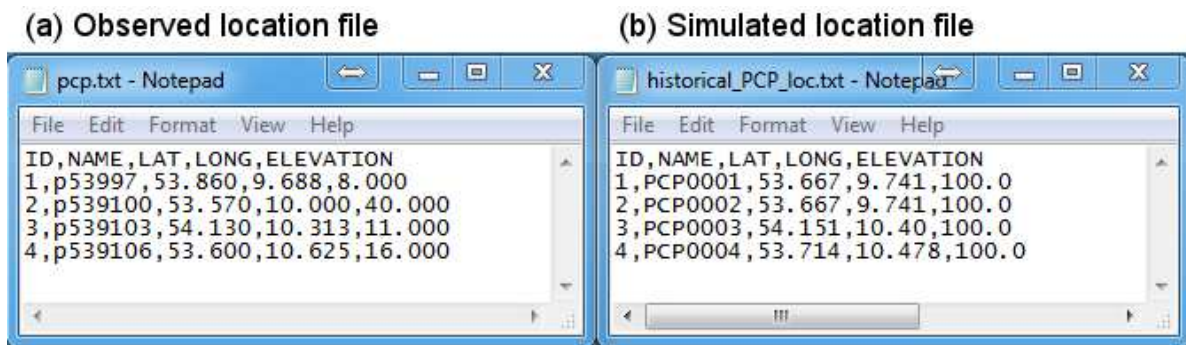 (a) Observed location file
pcp.txt - Notepad
File Edit Format View Help
ID,NAME,LAT,LONG,ELEVATION
1,p53997,53.860,9.688,8.000
2,p539100,53.570,10.000,40.000
3,p539103,54.130,10.313,11.000
4,p539106,53.600,10.625,16.000
(b) Simulated location file
historical_PCP_loc.txt - Notepad
File Edit Format View Help
ID,NAME,LAT,LONG,ELEVATION
1,PCP0001,53.667,9.741,100.0
2,PCP0002,53.667,9.741,100.0
3,PCP0003,54.151,10.40,100.0
4,PCP0004,53.714,10.478,100.0